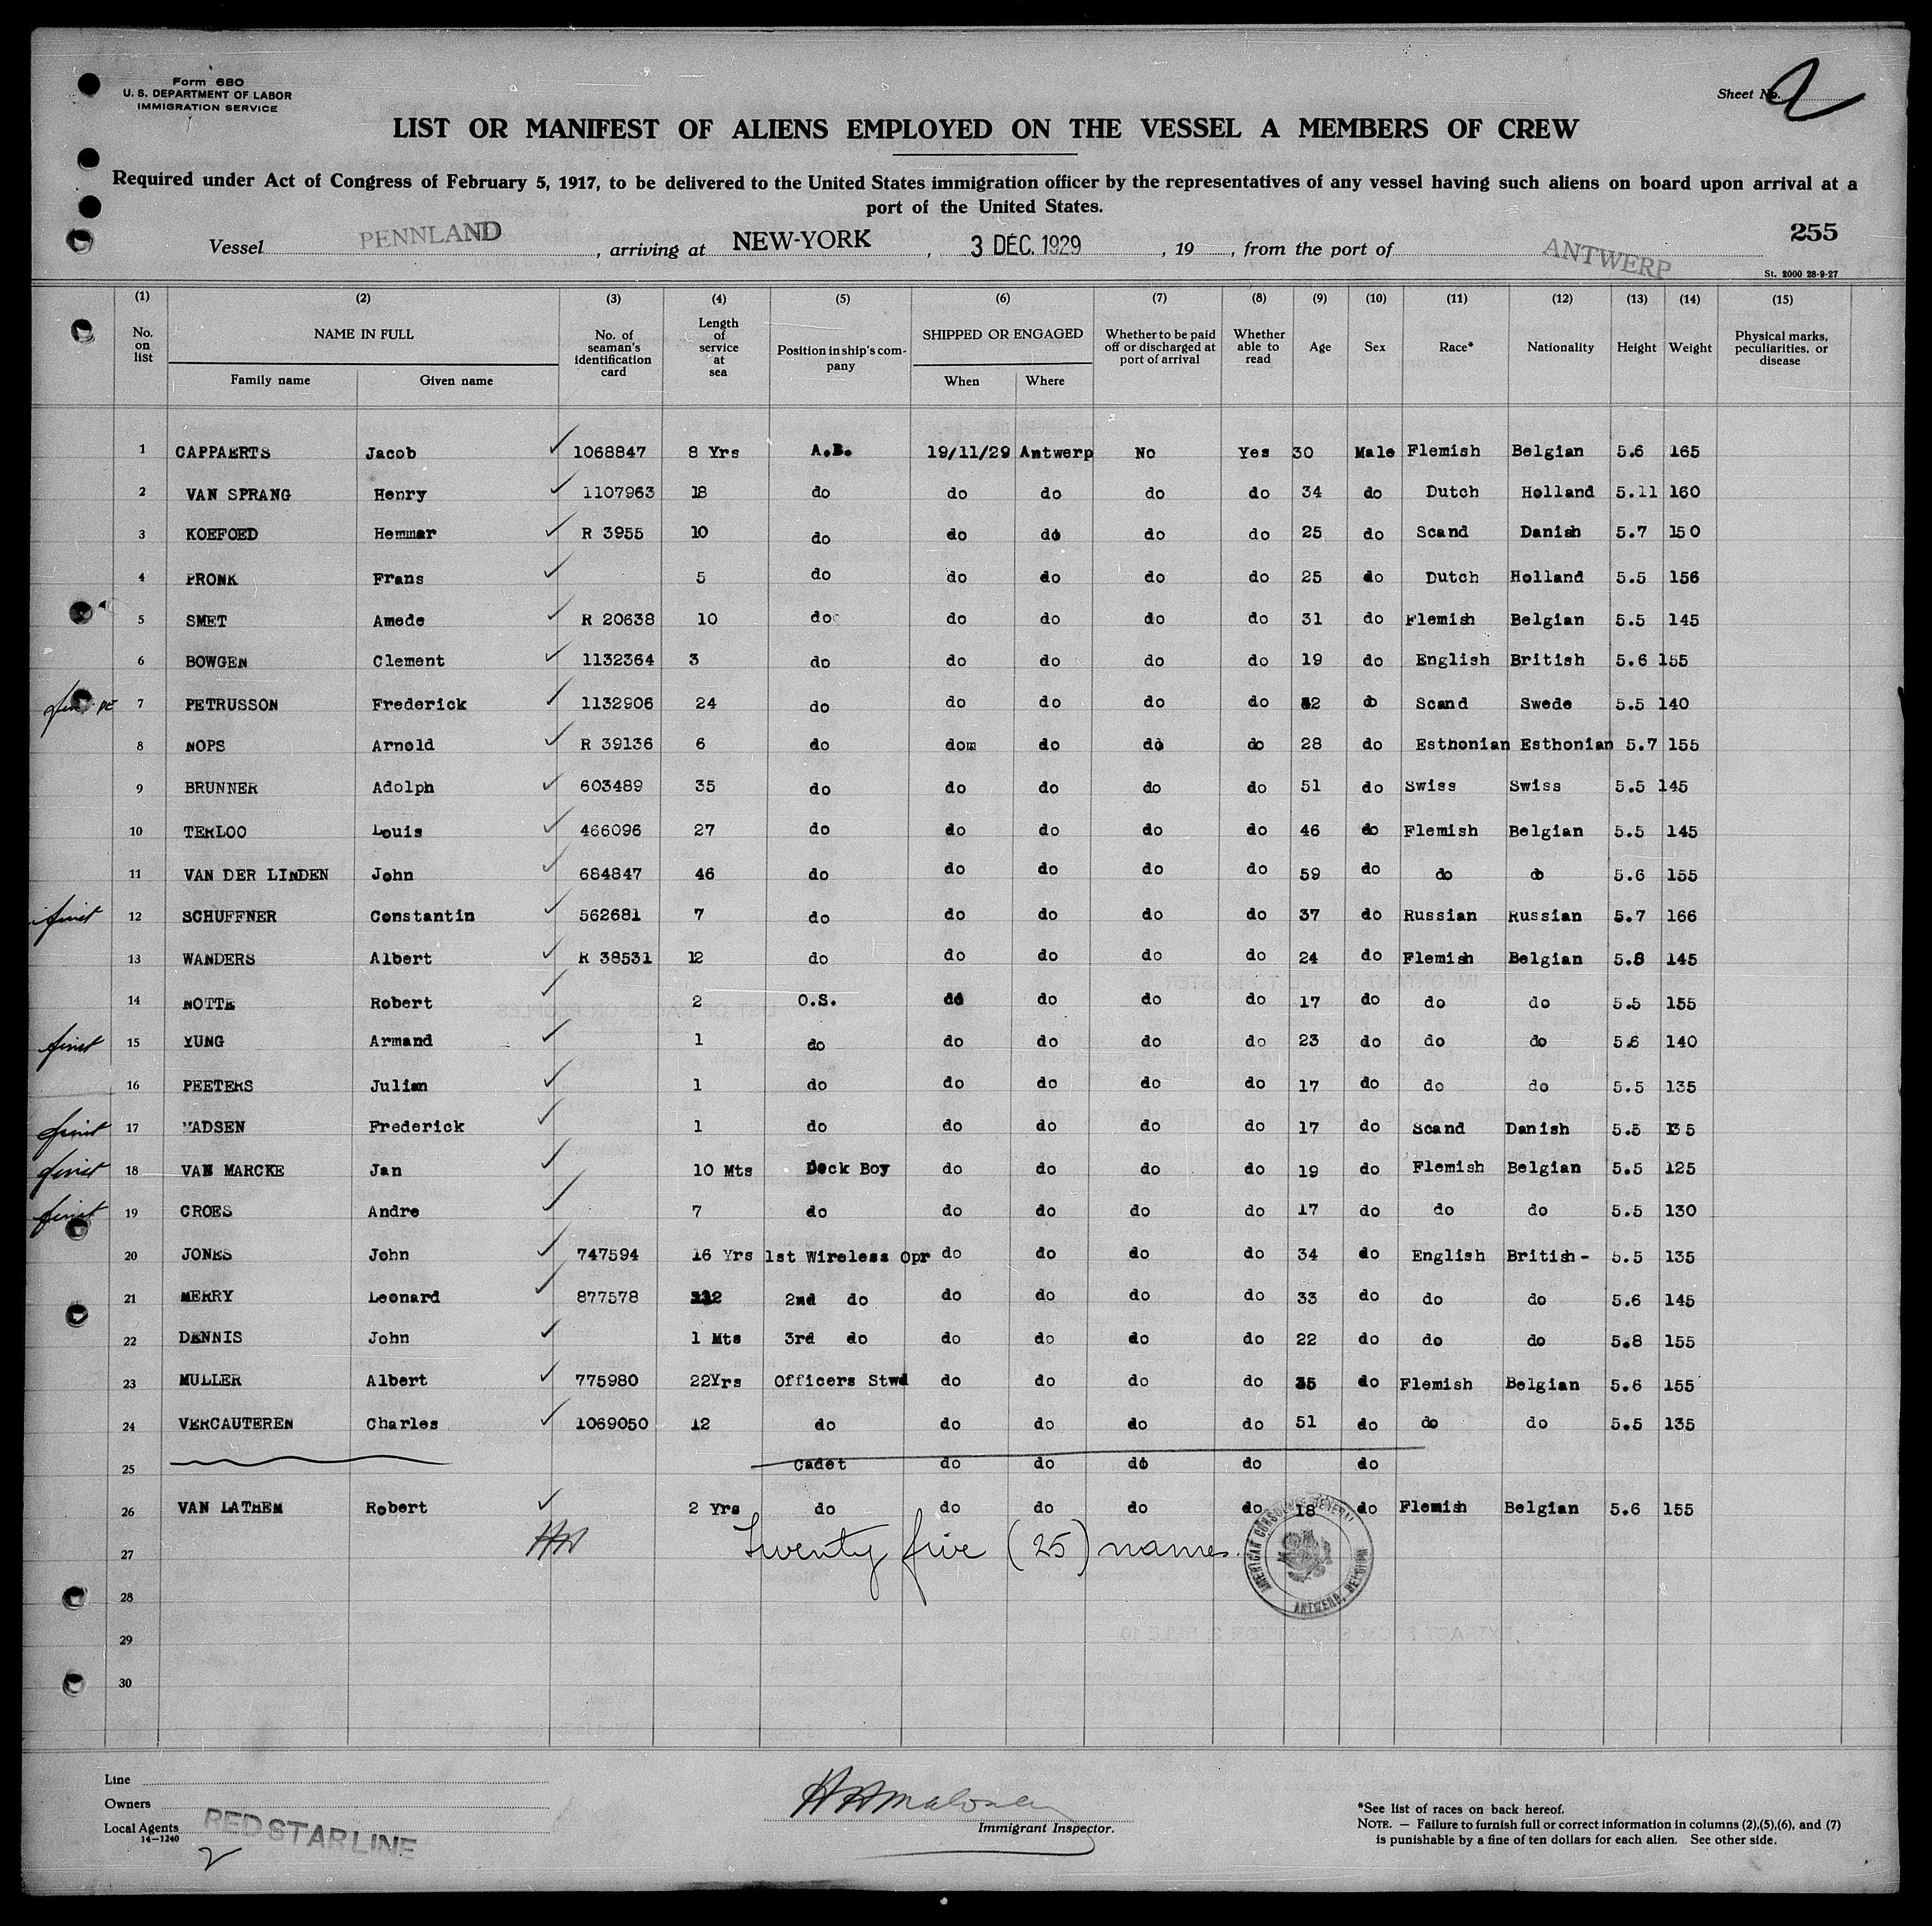 Form 680
U. S. DEPARTMENT OF LABOR
IMMIGRATION SERVICE
Sheet No. 2
LIST OR MANIFEST OF ALIENS EMPLOYED ON THE VESSEL A MEMBERS OF CREW
Required under Act of Congress of February 5, 1917, to be delivered to the United States immigration officer by the representatives of any vessel having such aliens on board upon arrival at a
port of the United States.
255
Vessel PENNLAND, arriving at NEW-YORK, 3 DEC. 1929, 19 , from the port of ANTWERP
St. 2000 28-9-27
(1) (2) (3) (4) (5) (6) (7) (8) (9) (10) (11) (12) (13) (14) (15)
No. on list NAME IN FULL Family name Given name No. of seaman's identification card Length of service at sea Position in ship's company SHIPPED OR ENGAGED When Where Whether to be paid off or discharged at port of arrival Whether able to read Age Sex Race* Nationality Height Weight Physical marks, peculiarities, or disease
1 CAPPAERTS Jacob 1068847 8 Yrs A.B. 19/11/29 Antwerp No Yes 30 Male Flemish Belgian 5.6 165
2 VAN SPRANG Henry 1107963 18 do do do do do 34 do Dutch Holland 5.11 160
3 KOEFOED Hemmar R 3955 10 do do do do do 25 do Scand Danish 5.7 150
4 PRONK Frans 5 do do do do do 25 do Dutch Holland 5.5 156
5 SMET Amede R 20638 10 do do do do do 31 do Flemish Belgian 5.5 145
6 BOWGEN Clement 1132364 3 do do do do do 19 do English British 5.6 155
7 PETRUSSON Frederick 1132906 24 do do do do do do Scand Swede 5.5 140
8 NOPS Arnold R 39136 6 do dom do do do 28 do Esthonian Esthonian 5.7 155
9 BRUNNER Adolph 603489 35 do do do do do 51 do Swiss Swiss 5.5 145
10 TERLOO Louis 466096 27 do do do do do 46 do Flemish Belgian 5.5 145
11 VAN DER LINDEN John 684847 46 do do do do do 59 do do do 5.6 155
first 12 SCHUFFNER Constantin 562681 7 do do do do do 37 do Russian Russian 5.7 166
13 WANDERS Albert R 38531 12 do do do do do 24 do Flemish Belgian 5.8 145
14 NOTTE Robert 2 O.S. do do do do 17 do do do 5.5 155
first 15 YUNG Armand 1 do do do do do 23 do do do 5.6 140
16 PEETERS Julian 1 do do do do do 17 do do do 5.5 135
first 17 MADSEN Frederick 1 do do do do do 17 do Scand Danish 5.5 135
first 18 VAN MARCKE Jan 10 Mts Deck Boy do do do do 19 do Flemish Belgian 5.5 125
first 19 CROES Andre 7 do do do do do 17 do do do 5.5 130
20 JONES John 747594 16 Yrs 1st Wireless Opr do do do do 34 do English British- 5.5 135
21 MERRY Leonard 877578 2nd do do do do do 33 do do do 5.6 145
22 DENNIS John 1 Mts 3rd do do do do do 22 do do do 5.8 155
23 MULLER Albert 775980 22Yrs Officers Stwd do do do do 35 do Flemish Belgian 5.6 155
24 VERCAUTEREN Charles 1069050 12 do do do do do 51 do do do 5.5 135
25 Cadet do do do do do
26 VAN LATHEM Robert 2 Yrs do do do do do 18 do Flemish Belgian 5.6 155
27 Twenty five (25) names.
28
29
30
AMERICAN CONSULATE GENERAL ANTWERP, BELGIUM
Line
Owners
Local Agents RED STAR LINE
14-1240
2
Immigrant Inspector.
*See list of races on back hereof.
NOTE. — Failure to furnish full or correct information in columns (2),(5),(6), and (7)
is punishable by a fine of ten dollars for each alien. See other side.